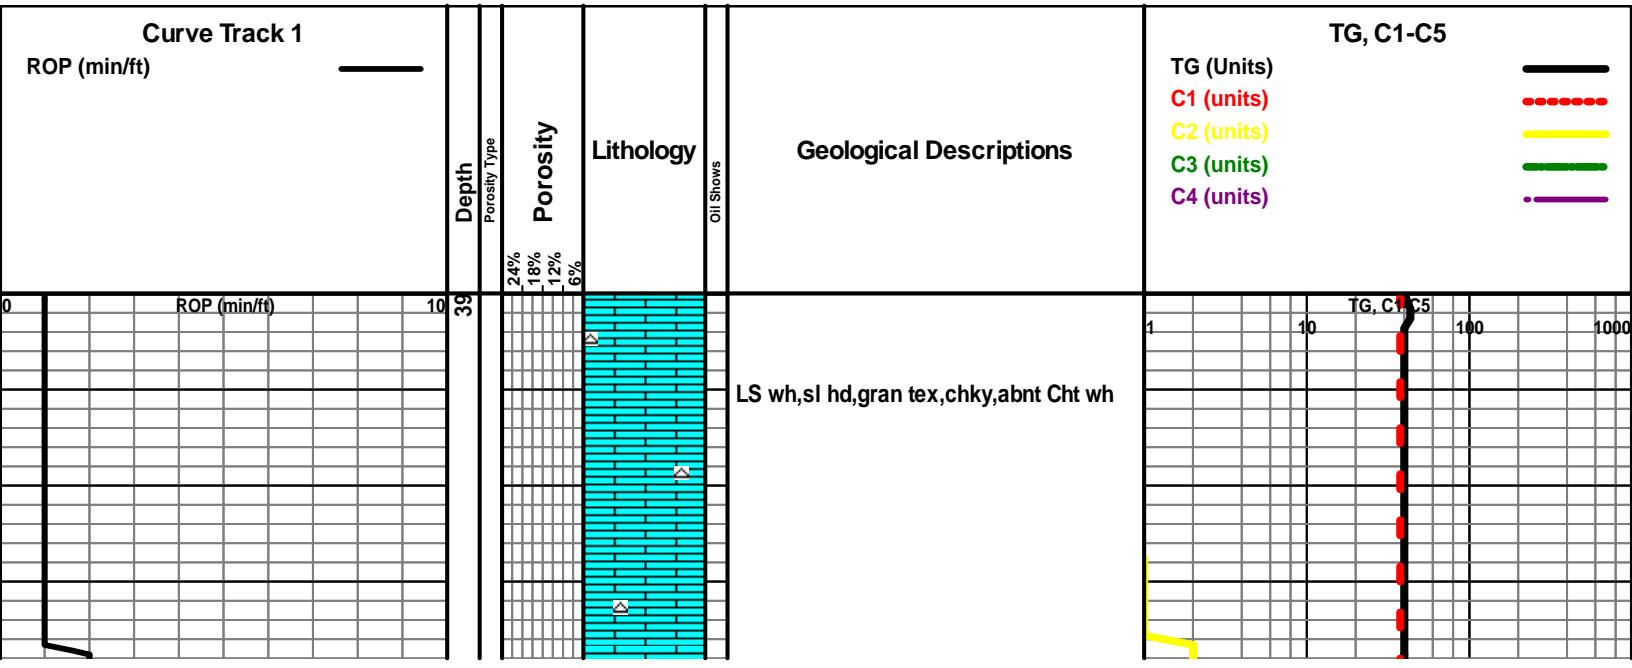 Curve Track 1
ROP (min/ft)
Depth
Porosity Type
Porosity
24%
18%
12%
6%
Lithology
Oil Shows
Geological Descriptions
TG, C1-C5
TG (Units)
C1 (units)
C2 (units)
C3 (units)
C4 (units)
0 ROP (min/ft) 10
39
TG, C1-C5
1 10 100 1000
LS wh,sl hd,gran tex,chky,abnt Cht wh